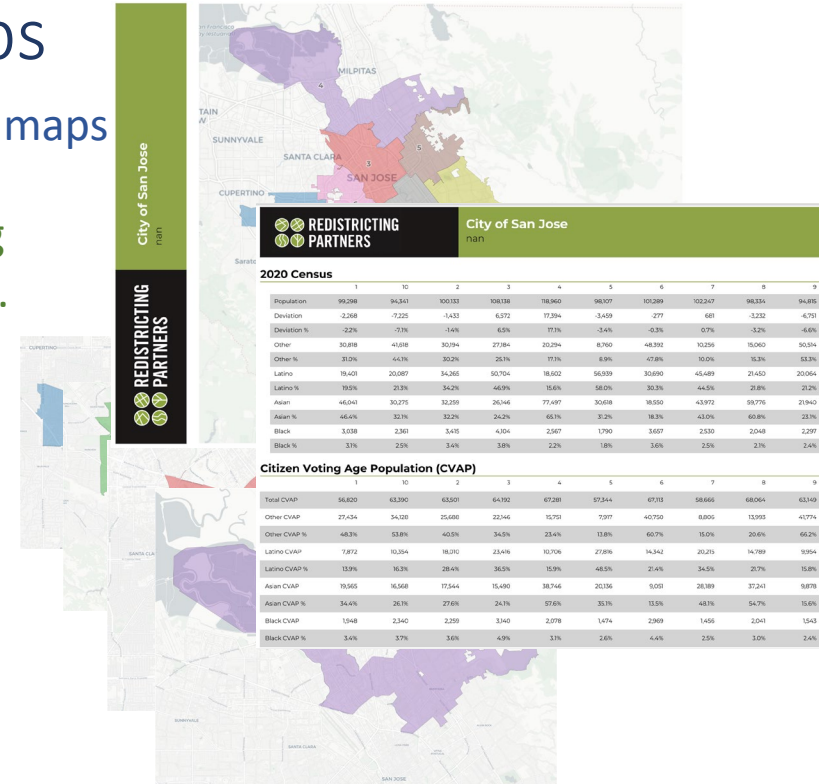 maps
City of San Jose
nan
REDISTRICTING
PARTNERS
MILPITAS
4
SUNNYVALE
SANTA CLARA
3
5
SAN JOSE
CUPERTINO
REDISTRICTING
PARTNERS
City of San Jose
nan
2020 Census
1 10 2 3 4 5 6 7 8 9
Population 99,298 94,341 100,133 108,138 118,960 98,107 101,289 102,247 98,334 94,815
Deviation -2,268 -7,225 -1,433 6,572 17,394 -3,459 -277 681 -3,232 -6,751
Deviation % -2.2% -7.1% -1.4% 6.5% 17.1% -3.4% -0.3% 0.7% -3.2% -6.6%
Other 30,818 41,618 30,194 27,184 20,294 8,760 48,392 10,256 15,060 50,514
Other % 31.0% 44.1% 30.2% 25.1% 17.1% 8.9% 47.8% 10.0% 15.3% 53.3%
Latino 19,401 20,087 34,265 50,704 18,602 56,939 30,690 45,489 21,450 20,064
Latino % 19.5% 21.3% 34.2% 46.9% 15.6% 58.0% 30.3% 44.5% 21.8% 21.2%
Asian 46,041 30,275 32,259 26,146 77,497 30,618 18,550 43,972 59,776 21,940
Asian % 46.4% 32.1% 32.2% 24.2% 65.1% 31.2% 18.3% 43.0% 60.8% 23.1%
Black 3,038 2,361 3,415 4,104 2,567 1,790 3,657 2,530 2,048 2,297
Black % 3.1% 2.5% 3.4% 3.8% 2.2% 1.8% 3.6% 2.5% 2.1% 2.4%
Citizen Voting Age Population (CVAP)
1 10 2 3 4 5 6 7 8 9
Total CVAP 56,820 63,390 63,501 64,192 67,281 57,344 67,113 58,666 68,064 63,149
Other CVAP 27,434 34,128 25,688 22,146 15,751 7,917 40,750 8,806 13,993 41,774
Other CVAP % 48.3% 53.8% 40.5% 34.5% 23.4% 13.8% 60.7% 15.0% 20.6% 66.2%
Latino CVAP 7,872 10,354 18,010 23,416 10,706 27,816 14,342 20,215 14,789 9,954
Latino CVAP % 13.9% 16.3% 28.4% 36.5% 15.9% 48.5% 21.4% 34.5% 21.7% 15.8%
Asian CVAP 19,565 16,568 17,544 15,490 38,746 20,136 9,051 28,189 37,241 9,878
Asian CVAP % 34.4% 26.1% 27.6% 24.1% 57.6% 35.1% 13.5% 48.1% 54.7% 15.6%
Black CVAP 1,948 2,340 2,259 3,140 2,078 1,474 2,969 1,456 2,041 1,543
Black CVAP % 3.4% 3.7% 3.6% 4.9% 3.1% 2.6% 4.4% 2.5% 3.0% 2.4%
CUPERTINO
SANTA CLA
SUNNYVALE
SANTA CLARA
SAN JOSE